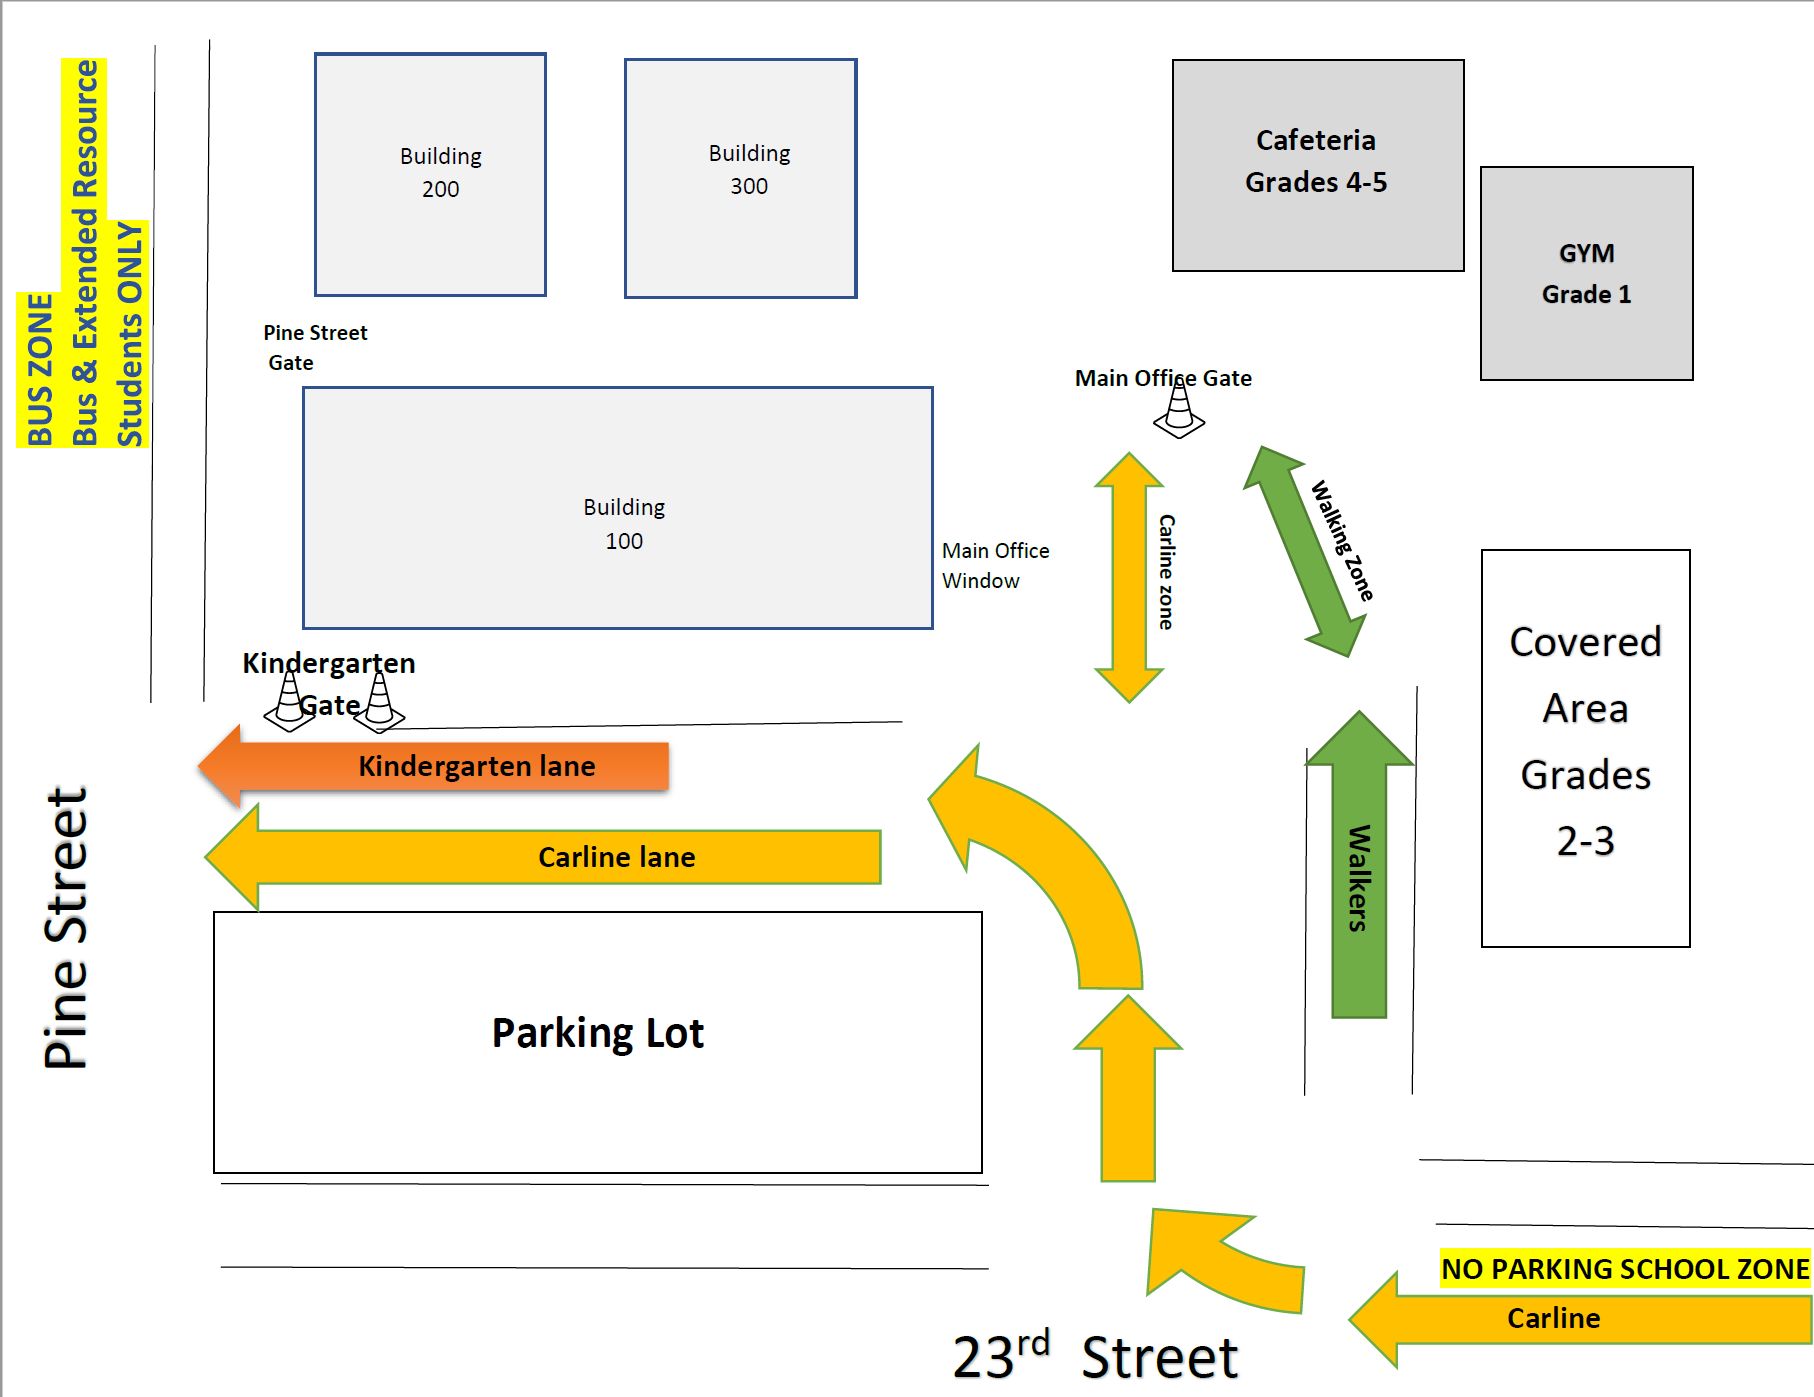 BUS ZONE
Bus & Extended Resource
Students ONLY
Building
200
Building
300
Cafeteria
Grades 4-5
GYM
Grade 1
Pine Street
Gate
Main Office Gate
Building
100
Main Office
Window
Carline zone
Walking Zone
Covered
Area
Grades
2-3
Kindergarten
Gate
Kindergarten lane
Carline lane
Walkers
Pine Street
Parking Lot
NO PARKING SCHOOL ZONE
Carline
23rd Street